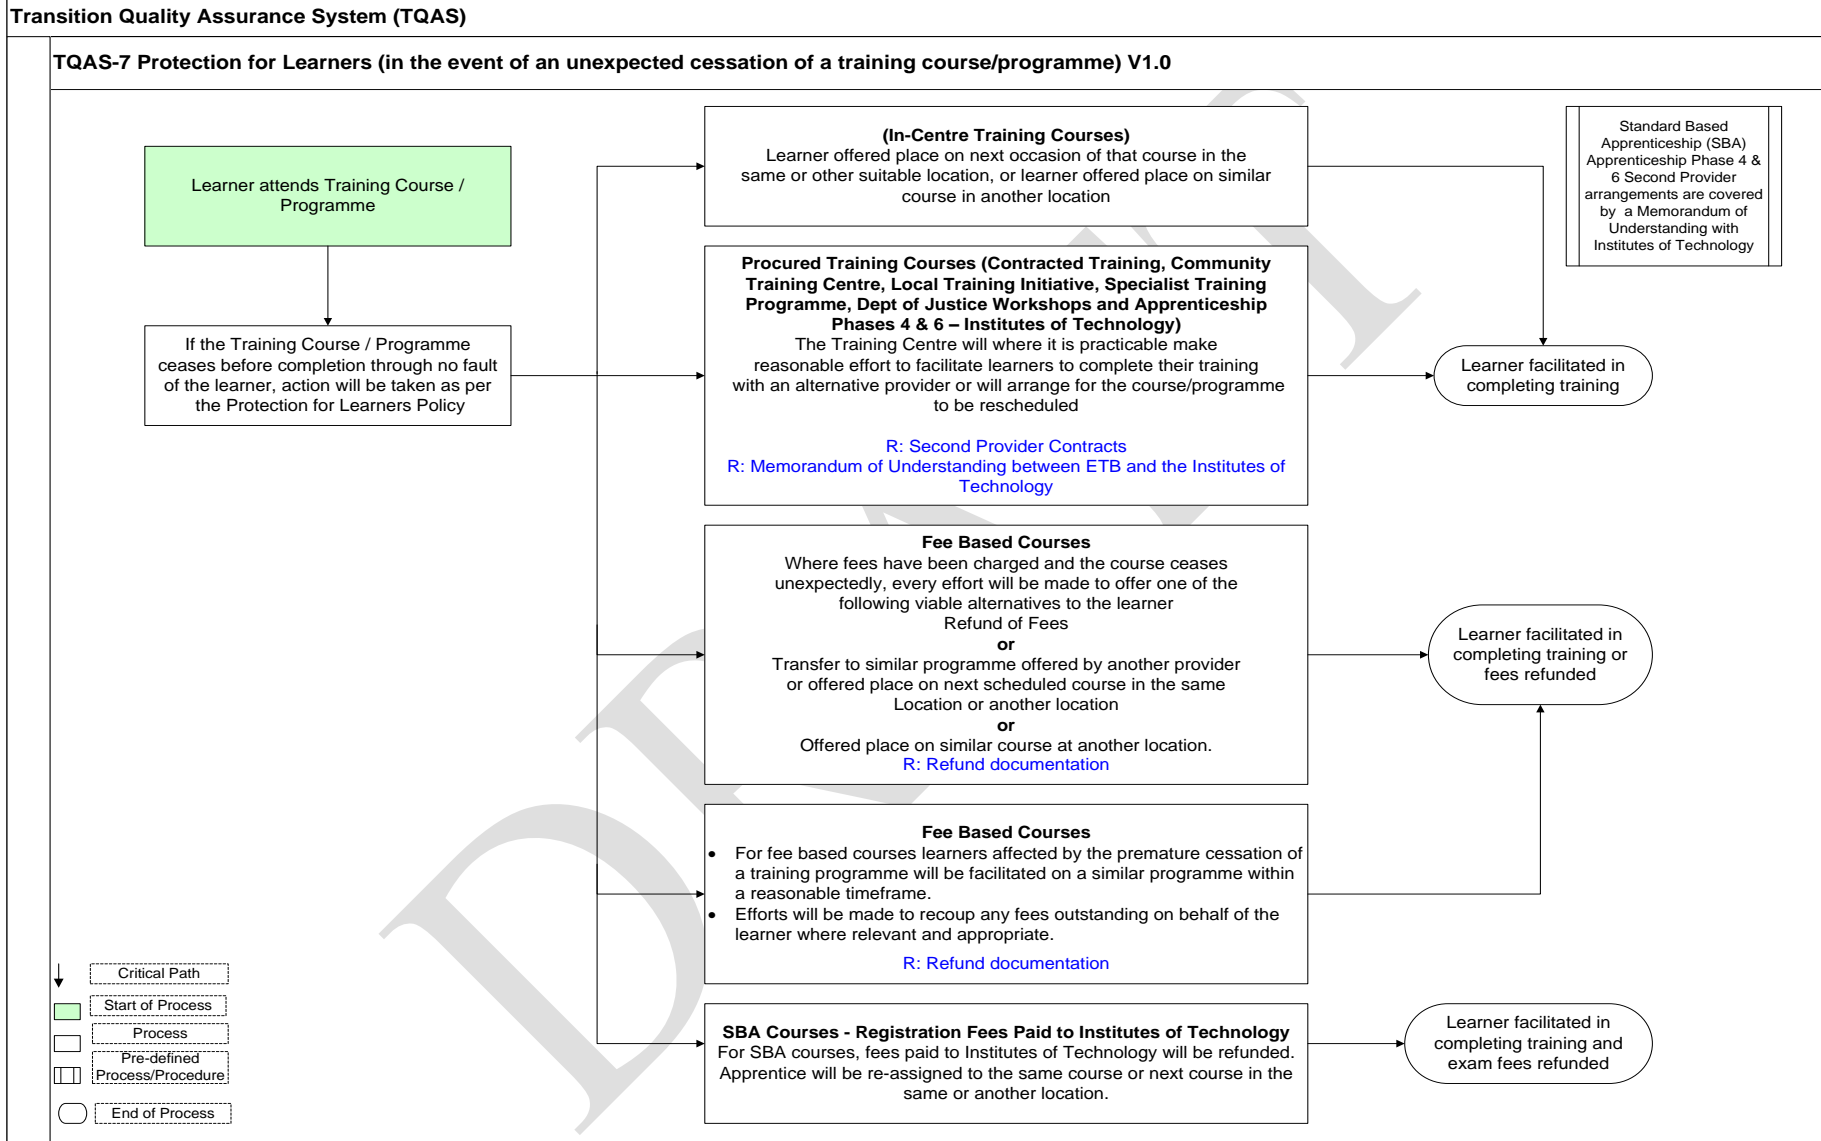 Transition Quality Assurance System (TQAS)
TQAS-7 Protection for Learners (in the event of an unexpected cessation of a training course/programme) V1.0
Learner attends Training Course /
Programme
If the Training Course / Programme
ceases before completion through no fault
of the learner, action will be taken as per
the Protection for Learners Policy
(In-Centre Training Courses)
Learner offered place on next occasion of that course in the
same or other suitable location, or learner offered place on similar
course in another location
Procured Training Courses (Contracted Training, Community
Training Centre, Local Training Initiative, Specialist Training
Programme, Dept of Justice Workshops and Apprenticeship
Phases 4 & 6 – Institutes of Technology)
The Training Centre will where it is practicable make
reasonable effort to facilitate learners to complete their training
with an alternative provider or will arrange for the course/programme
to be rescheduled
R: Second Provider Contracts
R: Memorandum of Understanding between ETB and the Institutes of
Technology
Fee Based Courses
Where fees have been charged and the course ceases
unexpectedly, every effort will be made to offer one of the
following viable alternatives to the learner
Refund of Fees
or
Transfer to similar programme offered by another provider
or offered place on next scheduled course in the same
Location or another location
or
Offered place on similar course at another location.
R: Refund documentation
Fee Based Courses
• For fee based courses learners affected by the premature cessation of
a training programme will be facilitated on a similar programme within
a reasonable timeframe.
• Efforts will be made to recoup any fees outstanding on behalf of the
learner where relevant and appropriate.
R: Refund documentation
SBA Courses - Registration Fees Paid to Institutes of Technology
For SBA courses, fees paid to Institutes of Technology will be refunded.
Apprentice will be re-assigned to the same course or next course in the
same or another location.
Standard Based
Apprenticeship (SBA)
Apprenticeship Phase 4 &
6 Second Provider
arrangements are covered
by a Memorandum of
Understanding with
Institutes of Technology
Learner facilitated in
completing training
Learner facilitated in
completing training or
fees refunded
Learner facilitated in
completing training and
exam fees refunded
Critical Path
Start of Process
Process
Pre-defined
Process/Procedure
End of Process
DRAFT